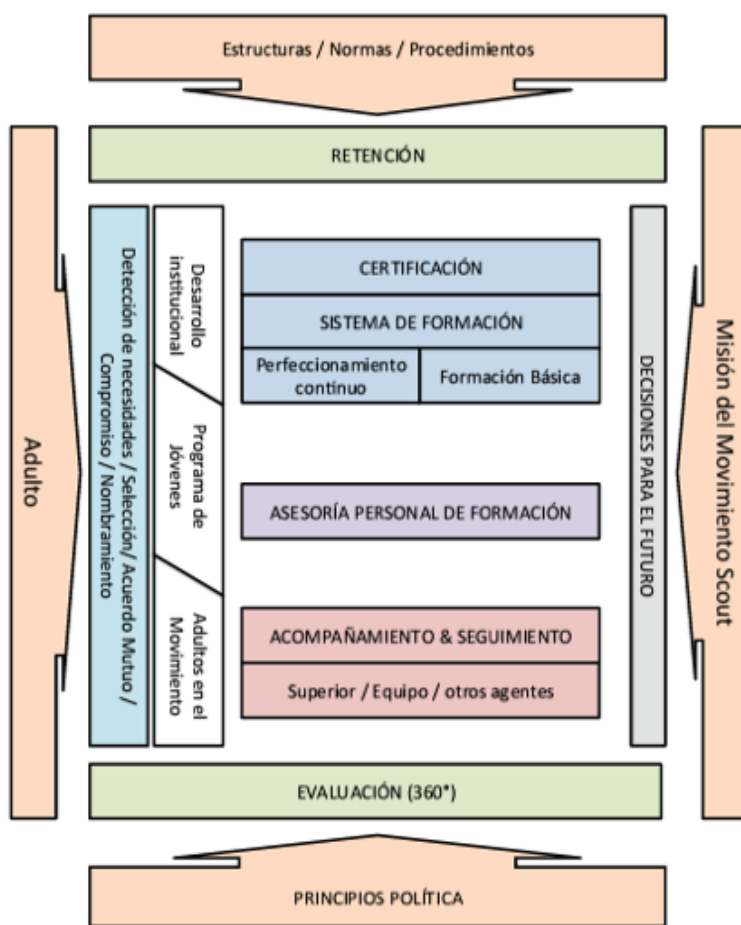 Estructuras / Normas / Procedimientos
RETENCIÓN
Adulto
Detección de necesidades / Selección/ Acuerdo Mutuo /
Compromiso / Nombramiento
Desarrollo
institucional
Programa de
Jóvenes
Adultos en el
Movimiento
CERTIFICACIÓN
SISTEMA DE FORMACIÓN
Perfeccionamiento
continuo
Formación Básica
ASESORÍA PERSONAL DE FORMACIÓN
ACOMPAÑAMIENTO & SEGUIMIENTO
Superior / Equipo / otros agentes
DECISIONES PARA EL FUTURO
Misión del Movimiento Scout
EVALUACIÓN (360°)
PRINCIPIOS POLÍTICA